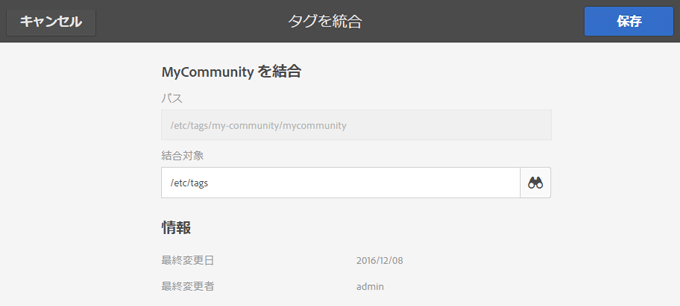 キャンセル
タグを統合
保存
MyCommunity を結合
パス
/etc/tags/my-community/mycommunity
結合対象
/etc/tags
情報
最終変更日 2016/12/08
最終変更者 admin